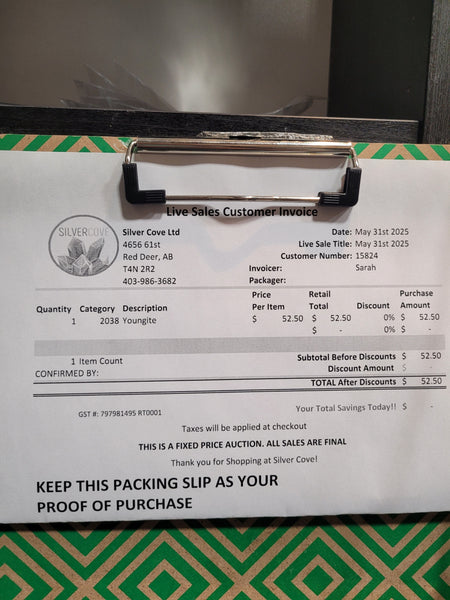 Live Sales Customer Invoice
SILVERCOVE
Silver Cove Ltd
4656 61st
Red Deer, AB
T4N 2R2
403-986-3682
Date: May 31st 2025
Live Sale Title: May 31st 2025
Customer Number: 15824
Invoicer: Sarah
Packager:
Quantity Category Description Price Per Item Retail Total Discount Purchase Amount
1 2038 Youngite $ 52.50 $ 52.50 0% $ 52.50
$ - 0% $ -
1 Item Count
CONFIRMED BY:
Subtotal Before Discounts $ 52.50
Discount Amount $ -
TOTAL After Discounts $ 52.50
GST #: 797981495 RT0001
Your Total Savings Today!! $ -
Taxes will be applied at checkout
THIS IS A FIXED PRICE AUCTION. ALL SALES ARE FINAL
Thank you for Shopping at Silver Cove!
KEEP THIS PACKING SLIP AS YOUR
PROOF OF PURCHASE